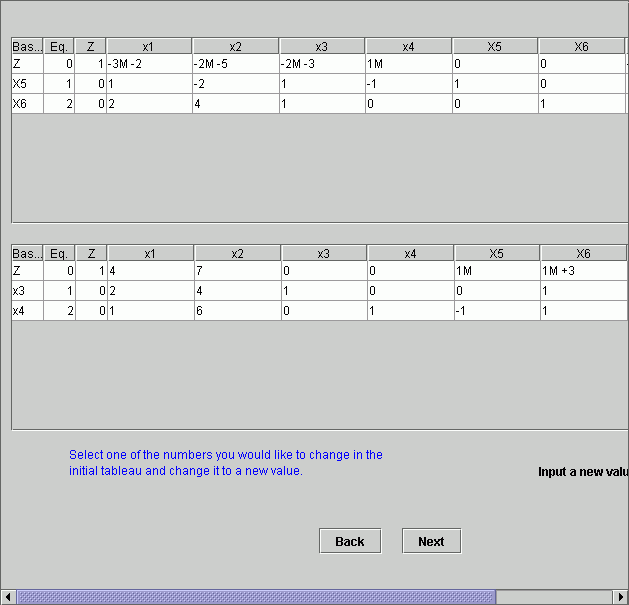 Bas... Eq. Z x1 x2 x3 x4 X5 X6
Z 0 1 -3M -2 -2M -5 -2M -3 1M 0 0 -
X5 1 0 1 -2 1 -1 1 0
X6 2 0 2 4 1 0 0 1
Bas... Eq. Z x1 x2 x3 x4 X5 X6
Z 0 1 4 7 0 0 1M 1M +3
x3 1 0 2 4 1 0 0 1
x4 2 0 1 6 0 1 -1 1
Select one of the numbers you would like to change in the
initial tableau and change it to a new value.
Input a new valu
Back Next